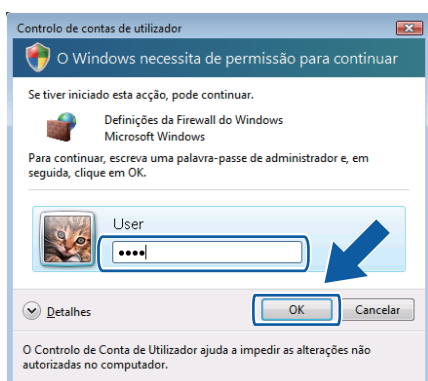 Controlo de contas de utilizador
O Windows necessita de permissão para continuar
Se tiver iniciado esta acção, pode continuar.
Definições da Firewall do Windows
Microsoft Windows
Para continuar, escreva uma palavra-passe de administrador e, em
seguida, clique em OK.
User
••••
Detalhes
OK Cancelar
O Controlo de Conta de Utilizador ajuda a impedir as alterações não
autorizadas no computador.